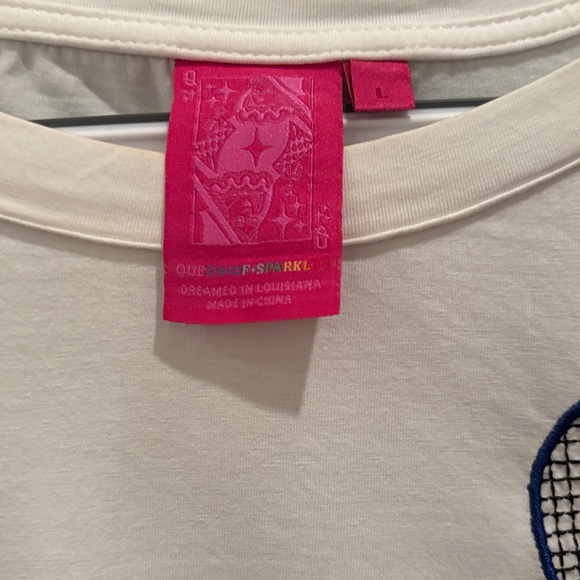 Q
L
Q
QUEEN OF SPARKLES
DREAMED IN LOUISIANA
MADE IN CHINA